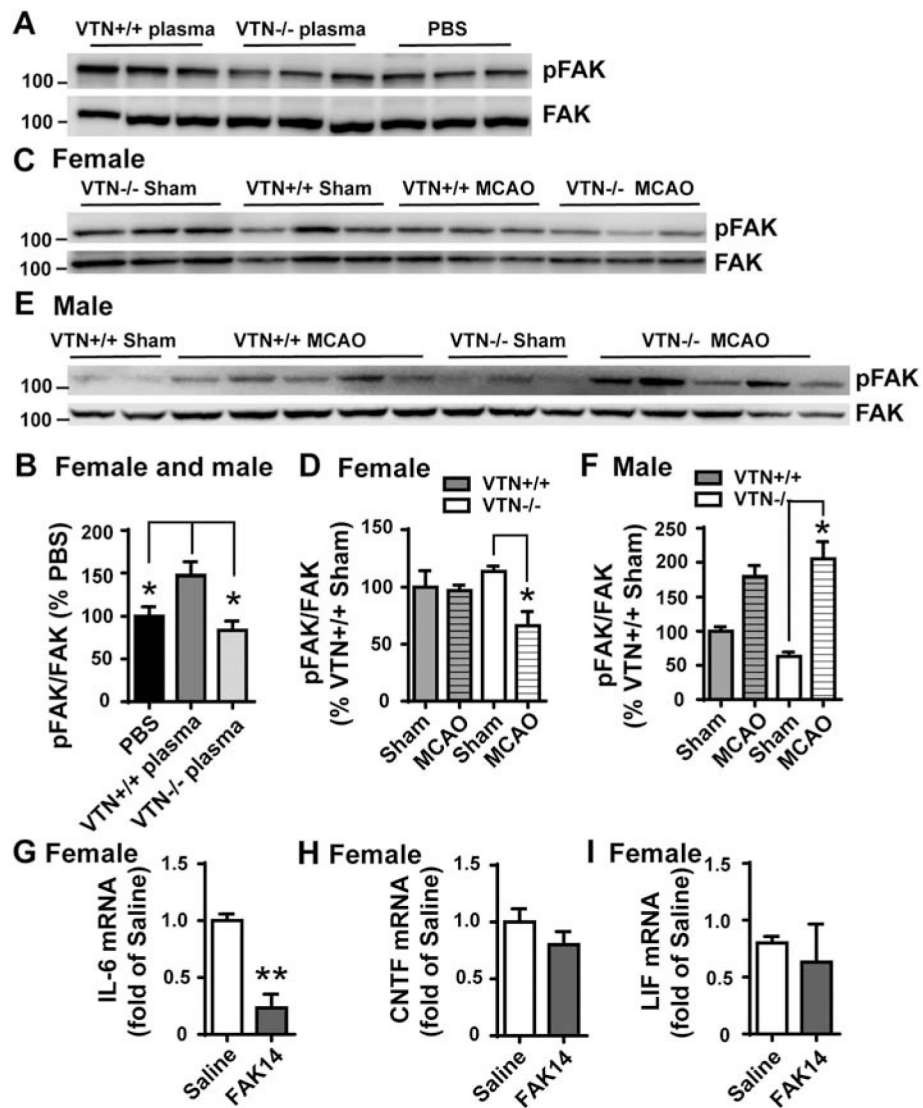 A VTN+/+ plasma VTN-/- plasma PBS
100 pFAK
100 FAK
C Female
VTN-/- Sham VTN+/+ Sham VTN+/+ MCAO VTN-/- MCAO
100 pFAK
100 FAK
E Male
VTN+/+ Sham VTN+/+ MCAO VTN-/- Sham VTN-/- MCAO
100 pFAK
100 FAK
B Female and male
pFAK/FAK (% PBS)
200
150
100
50
0
* *
PBS
VTN+/+ plasma
VTN-/- plasma
D Female
VTN+/+
VTN-/-
pFAK/FAK
(% VTN+/+ Sham)
150
100
50
0
*
Sham
MCAO
Sham
MCAO
F Male
VTN+/+
VTN-/-
pFAK/FAK
(% VTN+/+ Sham)
250
200
150
100
50
0
*
Sham
MCAO
Sham
MCAO
G Female
IL-6 mRNA
(fold of Saline)
1.5
1.0
0.5
0
**
Saline
FAK14
H Female
CNTF mRNA
(fold of Saline)
1.5
1.0
0.5
0
Saline
FAK14
I Female
LIF mRNA
(fold of Saline)
1.5
1.0
0.5
0
Saline
FAK14